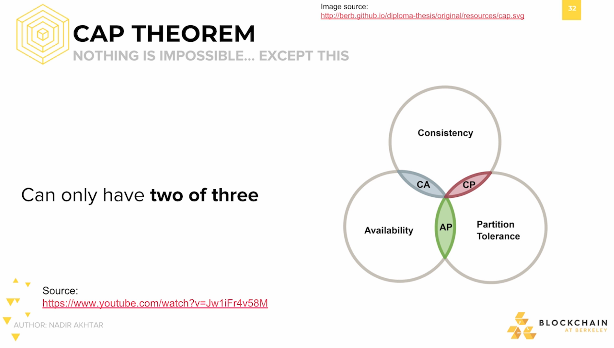 Image source:
http://berb.github.io/diploma-thesis/original/resources/cap.svg
32
CAP THEOREM
NOTHING IS IMPOSSIBLE... EXCEPT THIS
Consistency
CA
CP
Can only have two of three
Availability
AP
Partition
Tolerance
Source:
https://www.youtube.com/watch?v=Jw1iFr4v58M
AUTHOR: NADIR AKHTAR
BLOCKCHAIN
AT BERKELEY